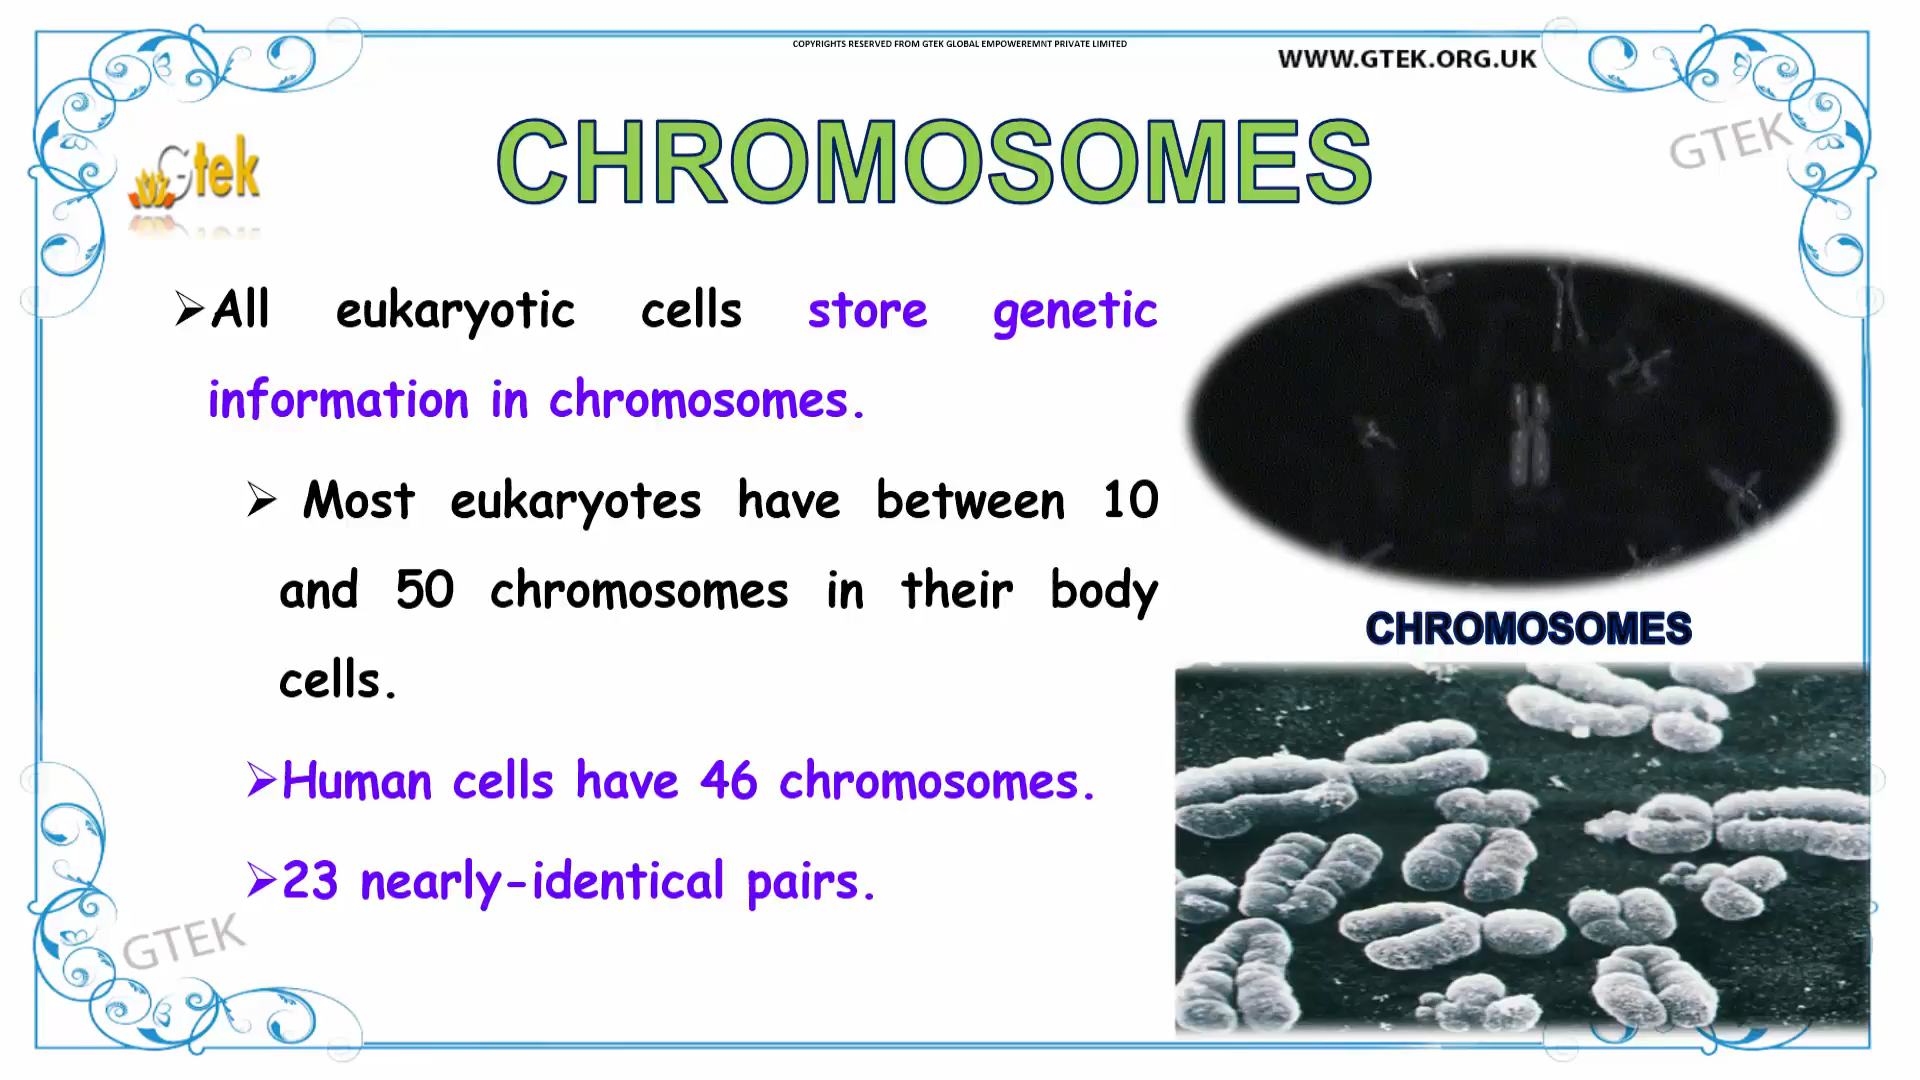 COPYRIGHTS RESERVED FROM GTEK GLOBAL EMPOWEREMNT PRIVATE LIMITED
WWW.GTEK.ORG.UK
Gtek
CHROMOSOMES
GTEK
➢All eukaryotic cells store genetic
information in chromosomes.
➢ Most eukaryotes have between 10
and 50 chromosomes in their body
cells.
➢Human cells have 46 chromosomes.
➢23 nearly-identical pairs.
CHROMOSOMES
GTEK